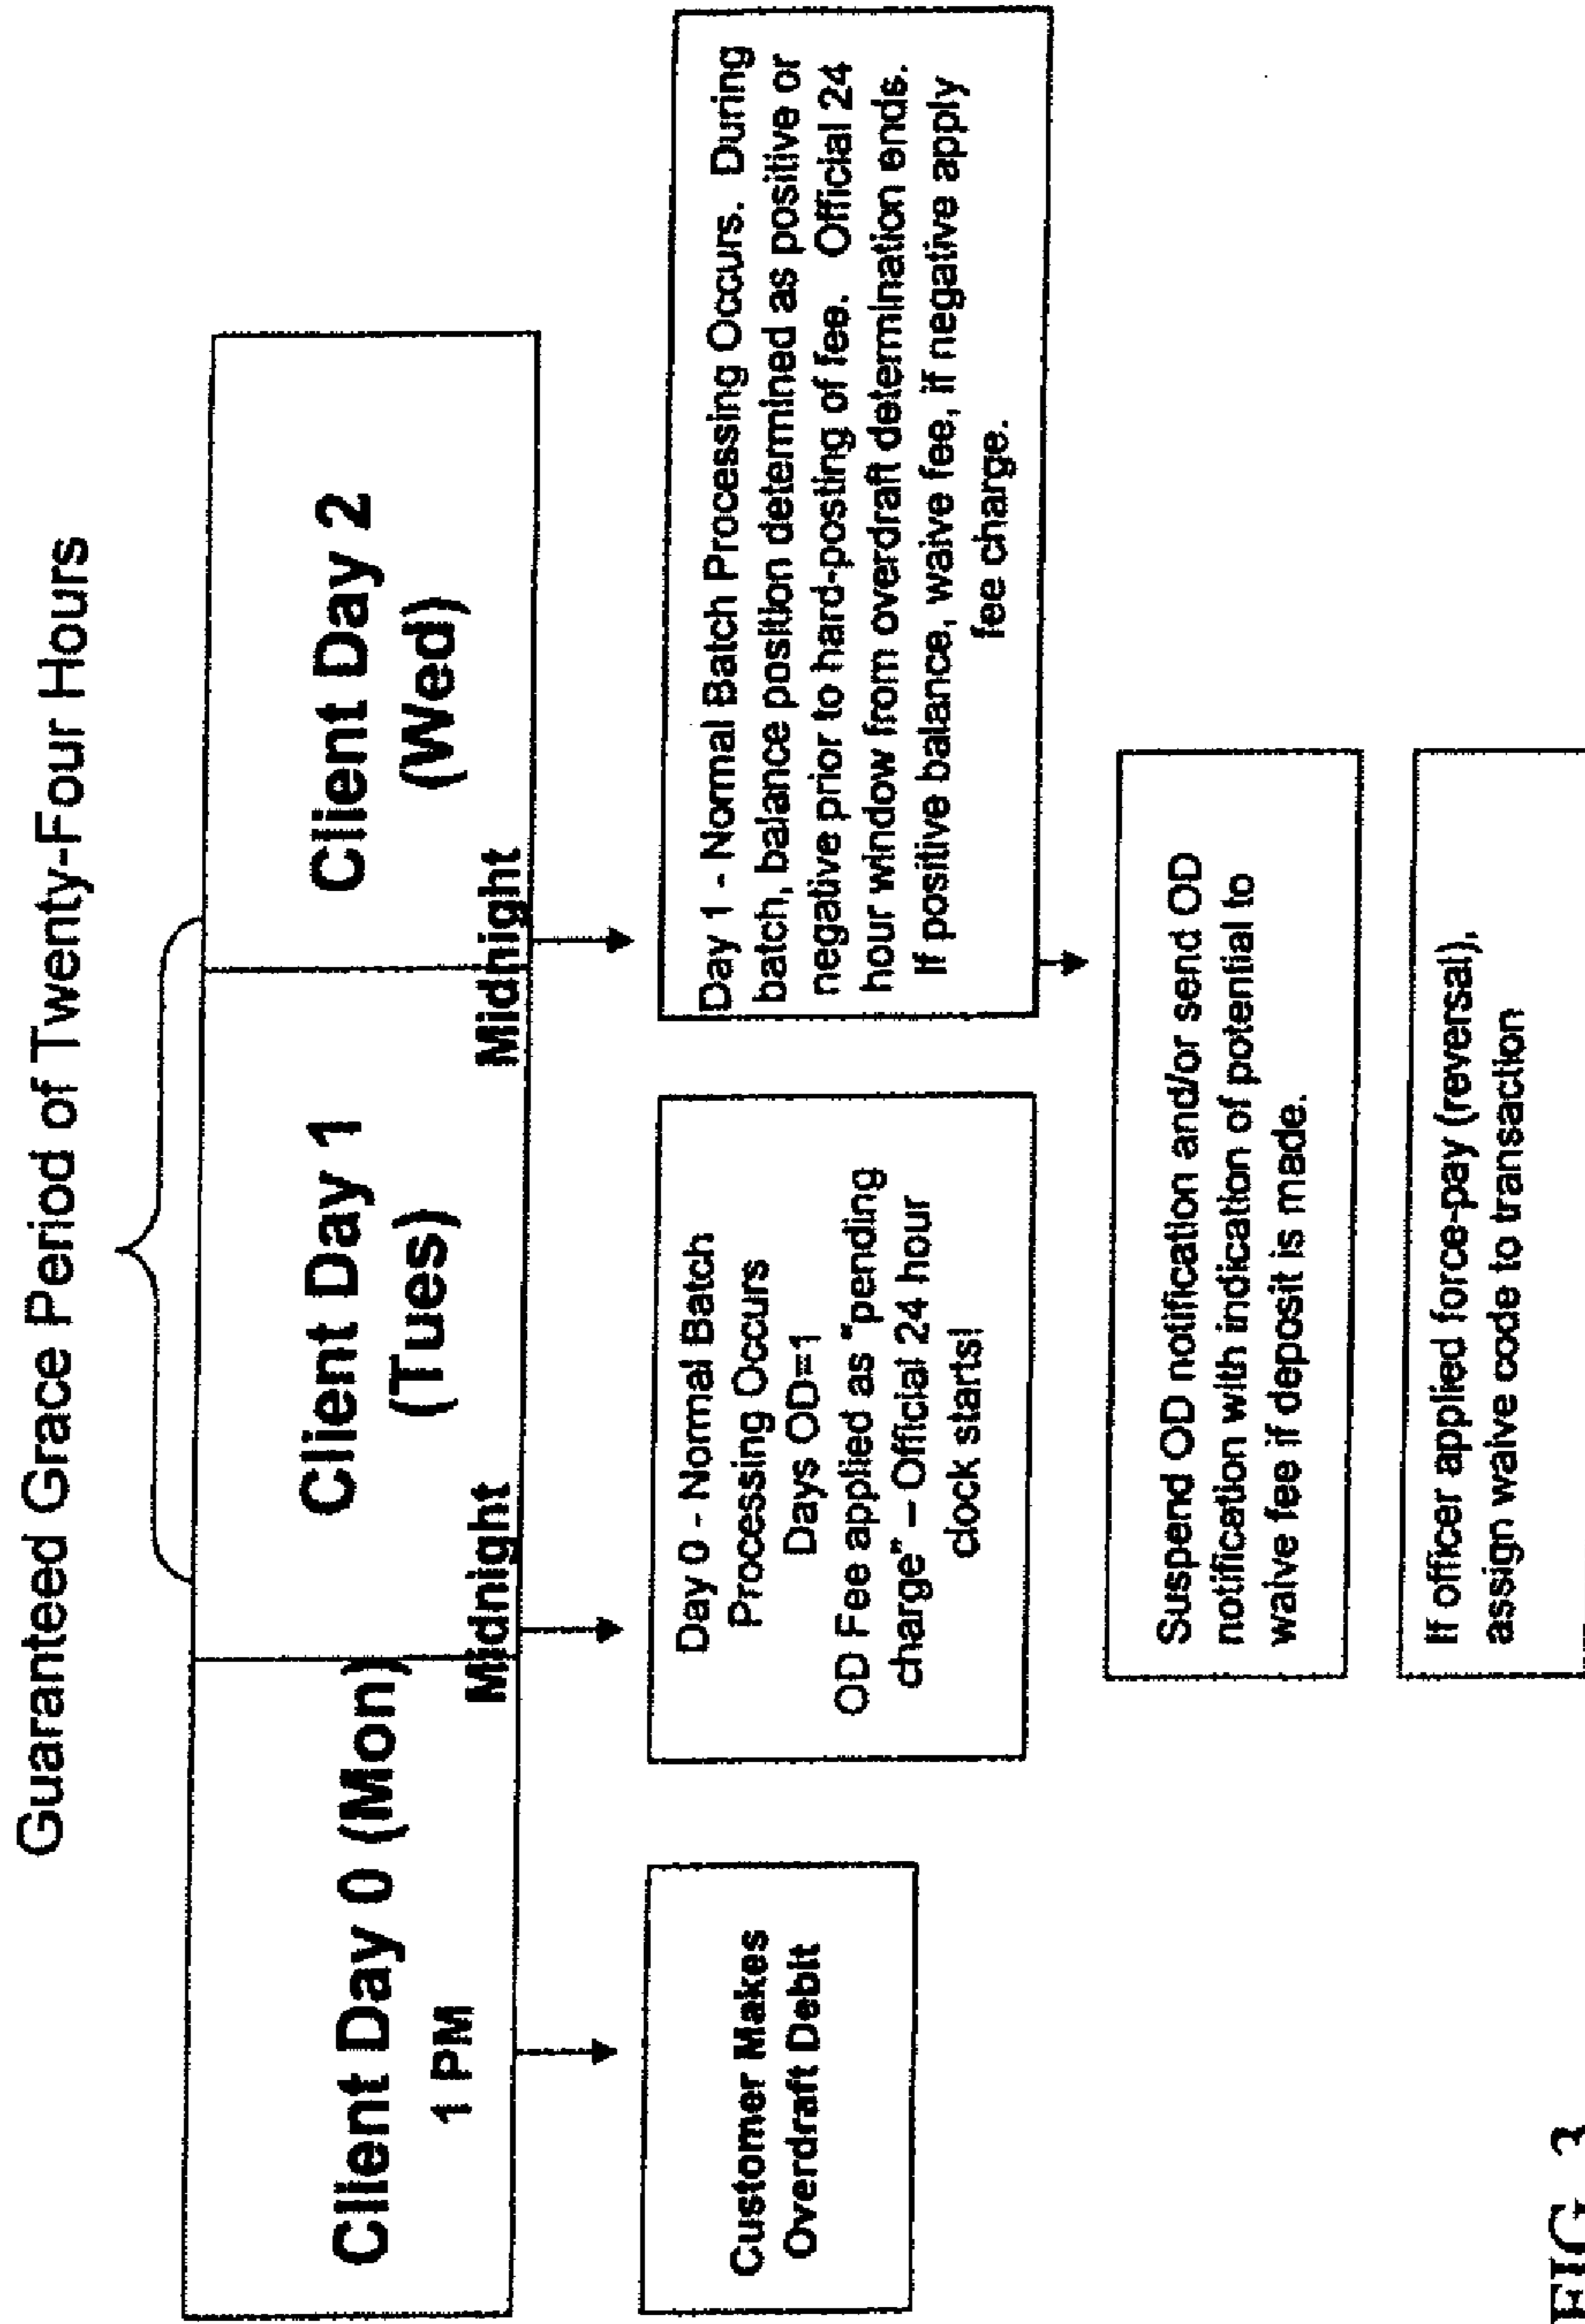 Guaranteed Grace Period of Twenty-Four Hours
Client Day 0 (Mon)
1 PM
Client Day 1
(Tues)
Client Day 2
(Wed)
Midnight
Midnight
Customer Makes
Overdraft Debit
Day 0 - Normal Batch
Processing Occurs
Days OD=1
OD Fee applied as "pending
charge" – Official 24 hour
clock starts!
Day 1 - Normal Batch Processing Occurs. During
batch, balance position determined as positive or
negative prior to hard-posting of fee. Official 24
hour window from overdraft determination ends.
If positive balance, waive fee, if negative apply
fee charge.
Suspend OD notification and/or send OD
notification with indication of potential to
waive fee if deposit is made.
If officer applied force-pay (reversal),
assign waive code to transaction
FIG. 3